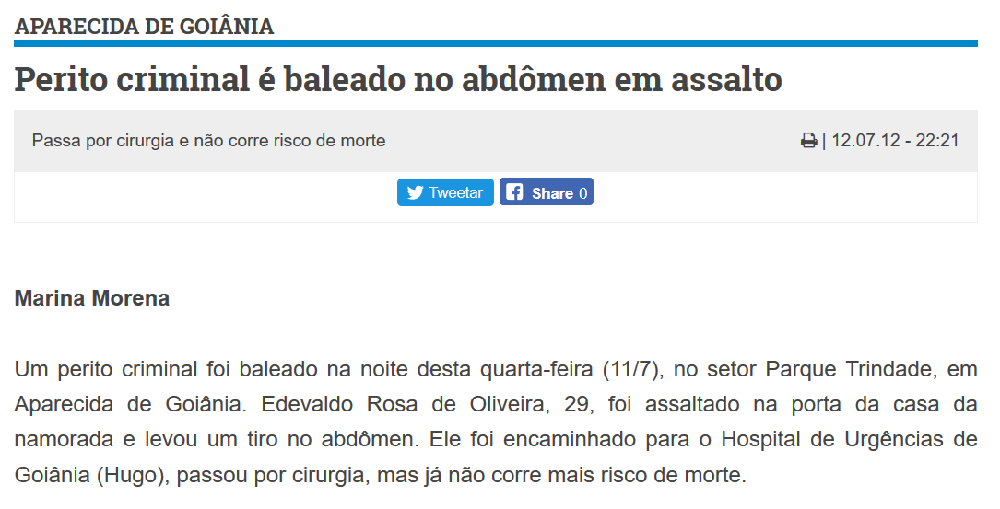 APARECIDA DE GOIÂNIA
Perito criminal é baleado no abdômen em assalto
Passa por cirurgia e não corre risco de morte | 12.07.12 - 22:21
Tweetar Share 0
Marina Morena
Um perito criminal foi baleado na noite desta quarta-feira (11/7), no setor Parque Trindade, em
Aparecida de Goiânia. Edevaldo Rosa de Oliveira, 29, foi assaltado na porta da casa da
namorada e levou um tiro no abdômen. Ele foi encaminhado para o Hospital de Urgências de
Goiânia (Hugo), passou por cirurgia, mas já não corre mais risco de morte.